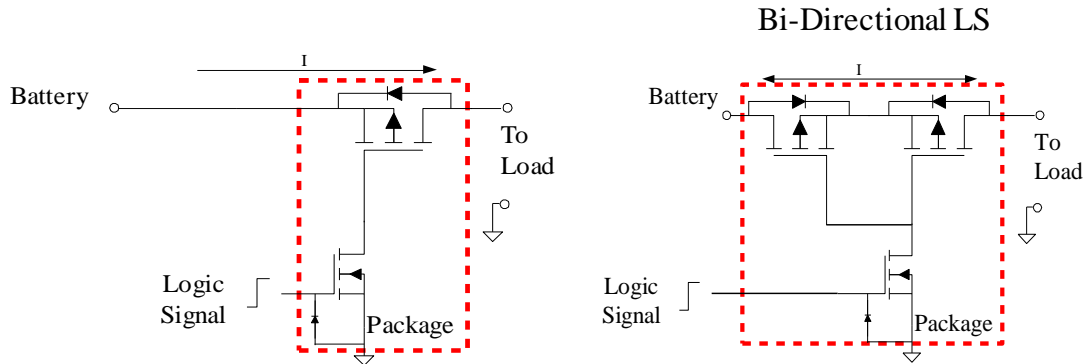 Bi-Directional LS
I
Battery
To
Load
Logic
Signal
Package
I
Battery
To
Load
Logic
Signal
Package